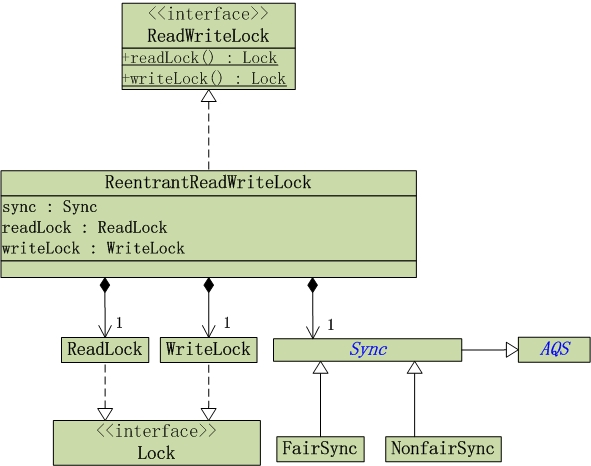 <<interface>>
ReadWriteLock
+readLock() : Lock
+writeLock() : Lock
ReentrantReadWriteLock
sync : Sync
readLock : ReadLock
writeLock : WriteLock
1
1
1
ReadLock
WriteLock
Sync
AQS
<<interface>>
Lock
FairSync
NonfairSync